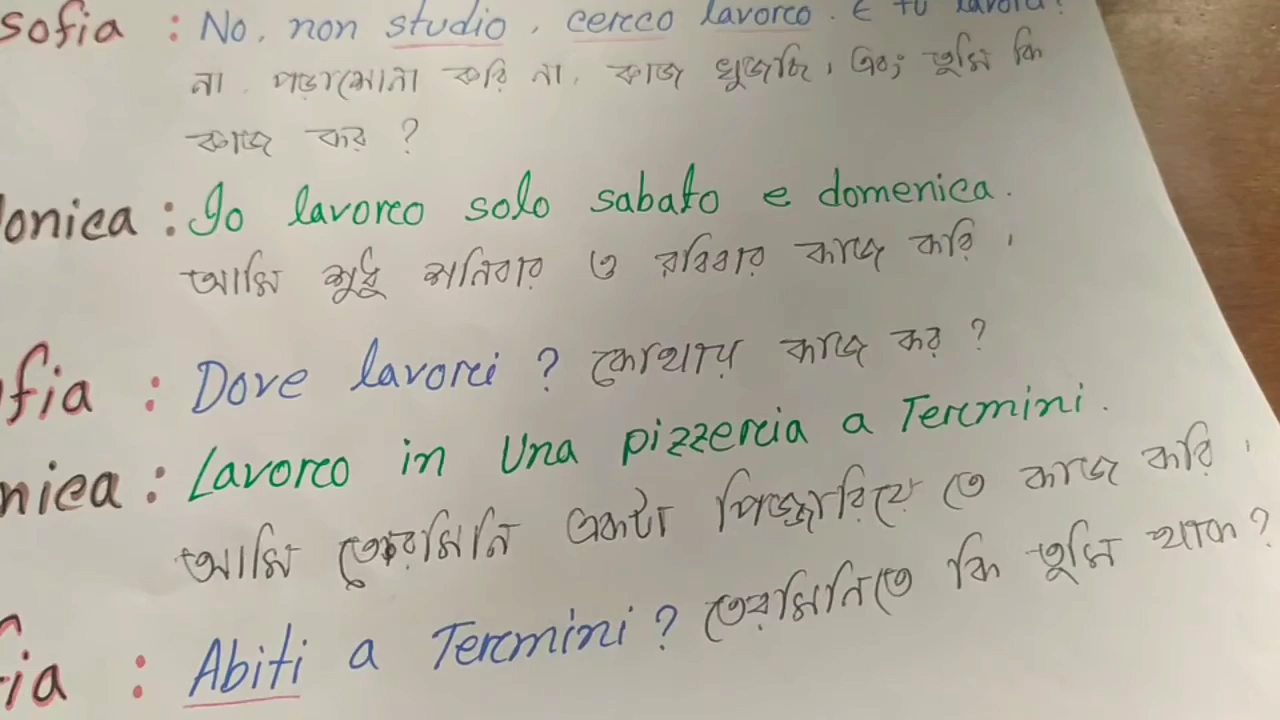 sofia : No, non studio, cerco lavoro. E tu lavori?
না, পড়াশোনা করি না, কাজ খুজছি, এবং তুমি কি
কাজ কর ?
onica : Io lavoro solo sabato e domenica.
আমি শুধু শনিবার ও রবিবার কাজ করি ,
fia : Dove lavori ? কোথায় কাজ কর ?
nica : Lavoro in Una pizzeria a Termini.
আমি তেরমিনি একটা পিজ্জারিয়ে তে কাজ করি ,
ia : Abiti a Termini ? তেরমিনিতে কি তুমি থাক ?